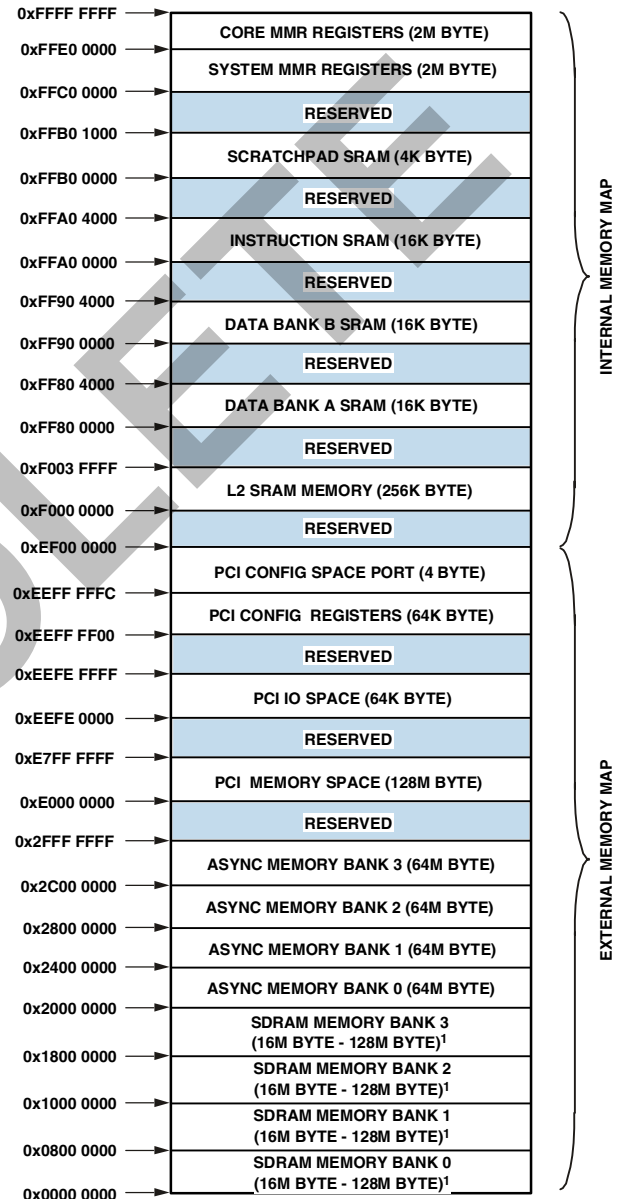 0xFFFF FFFF
CORE MMR REGISTERS (2M BYTE)
0xFFE0 0000
SYSTEM MMR REGISTERS (2M BYTE)
0xFFC0 0000
RESERVED
0xFFB0 1000
SCRATCHPAD SRAM (4K BYTE)
0xFFB0 0000
RESERVED
0xFFA0 4000
INSTRUCTION SRAM (16K BYTE)
0xFFA0 0000
RESERVED
0xFF90 4000
DATA BANK B SRAM (16K BYTE)
0xFF90 0000
RESERVED
0xFF80 4000
DATA BANK A SRAM (16K BYTE)
0xFF80 0000
RESERVED
0xF003 FFFF
L2 SRAM MEMORY (256K BYTE)
0xF000 0000
RESERVED
0xEF00 0000
PCI CONFIG SPACE PORT (4 BYTE)
0xEEFF FFFC
PCI CONFIG REGISTERS (64K BYTE)
0xEEFF FF00
RESERVED
0xEEFE FFFF
PCI IO SPACE (64K BYTE)
0xEEFE 0000
RESERVED
0xE7FF FFFF
PCI MEMORY SPACE (128M BYTE)
0xE000 0000
RESERVED
0x2FFF FFFF
ASYNC MEMORY BANK 3 (64M BYTE)
0x2C00 0000
ASYNC MEMORY BANK 2 (64M BYTE)
0x2800 0000
ASYNC MEMORY BANK 1 (64M BYTE)
0x2400 0000
ASYNC MEMORY BANK 0 (64M BYTE)
0x2000 0000
SDRAM MEMORY BANK 3
(16M BYTE - 128M BYTE)1
0x1800 0000
SDRAM MEMORY BANK 2
(16M BYTE - 128M BYTE)1
0x1000 0000
SDRAM MEMORY BANK 1
(16M BYTE - 128M BYTE)1
0x0800 0000
SDRAM MEMORY BANK 0
(16M BYTE - 128M BYTE)1
0x0000 0000
INTERNAL MEMORY MAP
EXTERNAL MEMORY MAP
OLETE